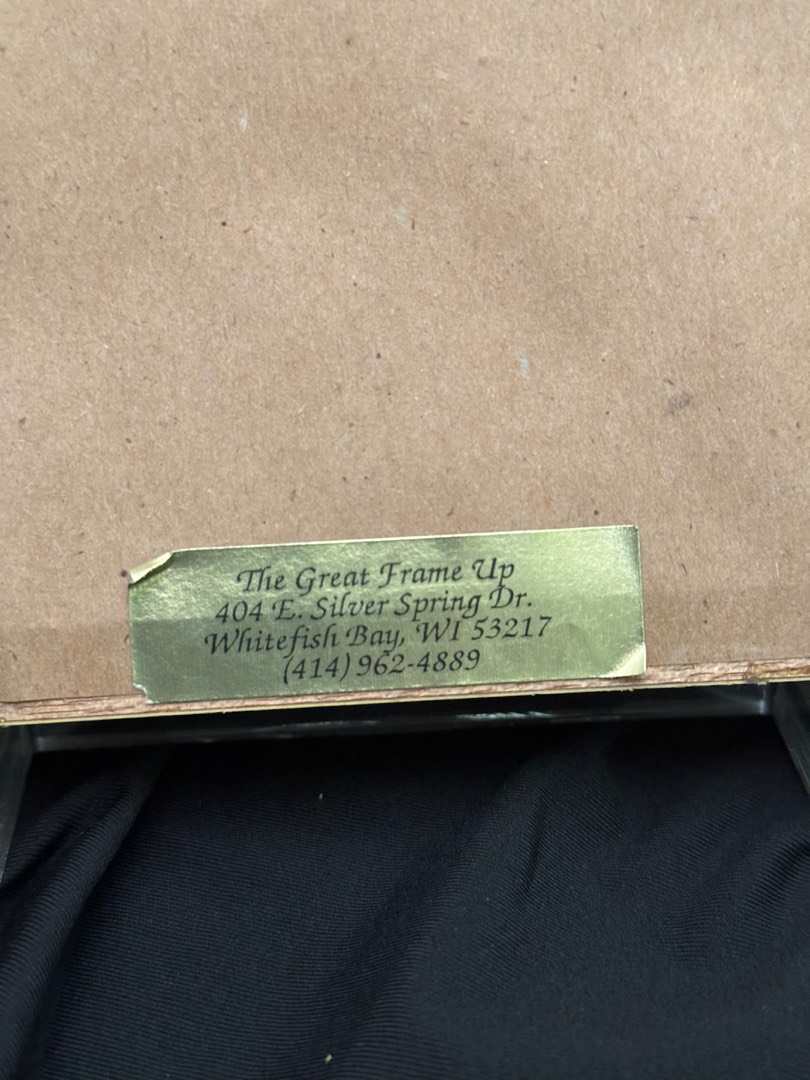 The Great Frame Up
404 E. Silver Spring Dr.
Whitefish Bay, WI 53217
(414) 962-4889